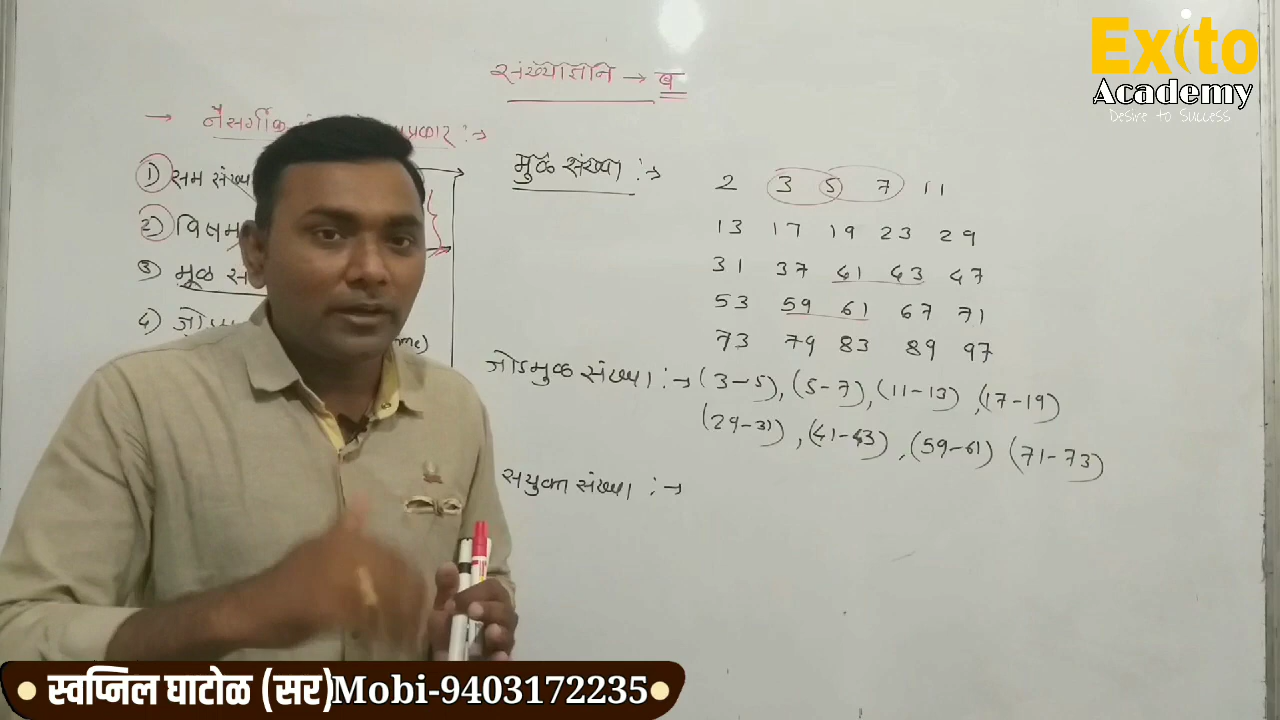 Exito
Academy
Desire to Success
संख्याज्ञान → ब
→ नैसर्गीक प्रकार :→
1) सम संख्या
2) विषम
3) मूळ सं
4) जोडमु
मुळ संख्या :→ 2 3 5 7 11
13 17 19 23 29
31 37 41 43 47
53 59 61 67 71
73 79 83 89 97
जोडमुळ संख्या :→ (3-5), (5-7), (11-13), (17-19)
(29-31), (41-43), (59-61) (71-73)
सयुक्त संख्या :→
स्वप्निल घाटोळ (सर) Mobi-9403172235